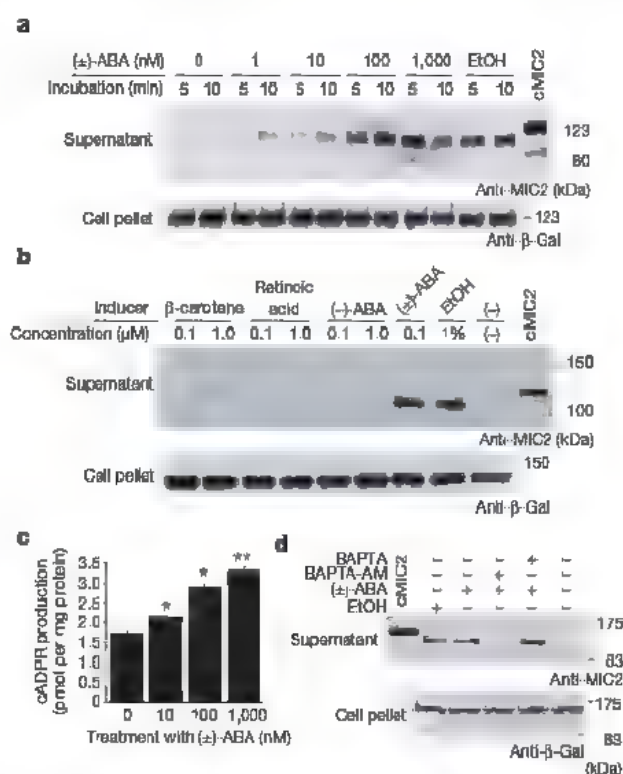 a
(±)-ABA (nM) 0 1 10 100 1,000 EtOH cMIC2
Incubation (min) 5 10 5 10 5 10 5 10 5 10 5 10
Supernatant 123
80
Anti-MIC2 (kDa)
Cell pellet -123
Anti-β-Gal
b
Inducer β-carotene Retinoic acid (–)-ABA (±)-ABA EtOH (–) cMIC2
Concentration (μM) 0.1 1.0 0.1 1.0 0.1 1.0 0.1 1% (–)
Supernatant 150
100
Anti-MIC2 (kDa)
Cell pellet 150
Anti-β-Gal
c
cADPR production
(pmol per mg protein)
3.5
3.0
2.5
2.0
1.5
1.0
0.5
0
* * **
0 10 100 1,000
Treatment with (±)-ABA (nM)
d
cMIC2
BAPTA – – – + –
BAPTA-AM – – + – –
(±)-ABA – + + + –
EtOH + – – – –
Supernatant 175
83
Anti-MIC2
Cell pellet 175
83
Anti-β-Gal
(kDa)